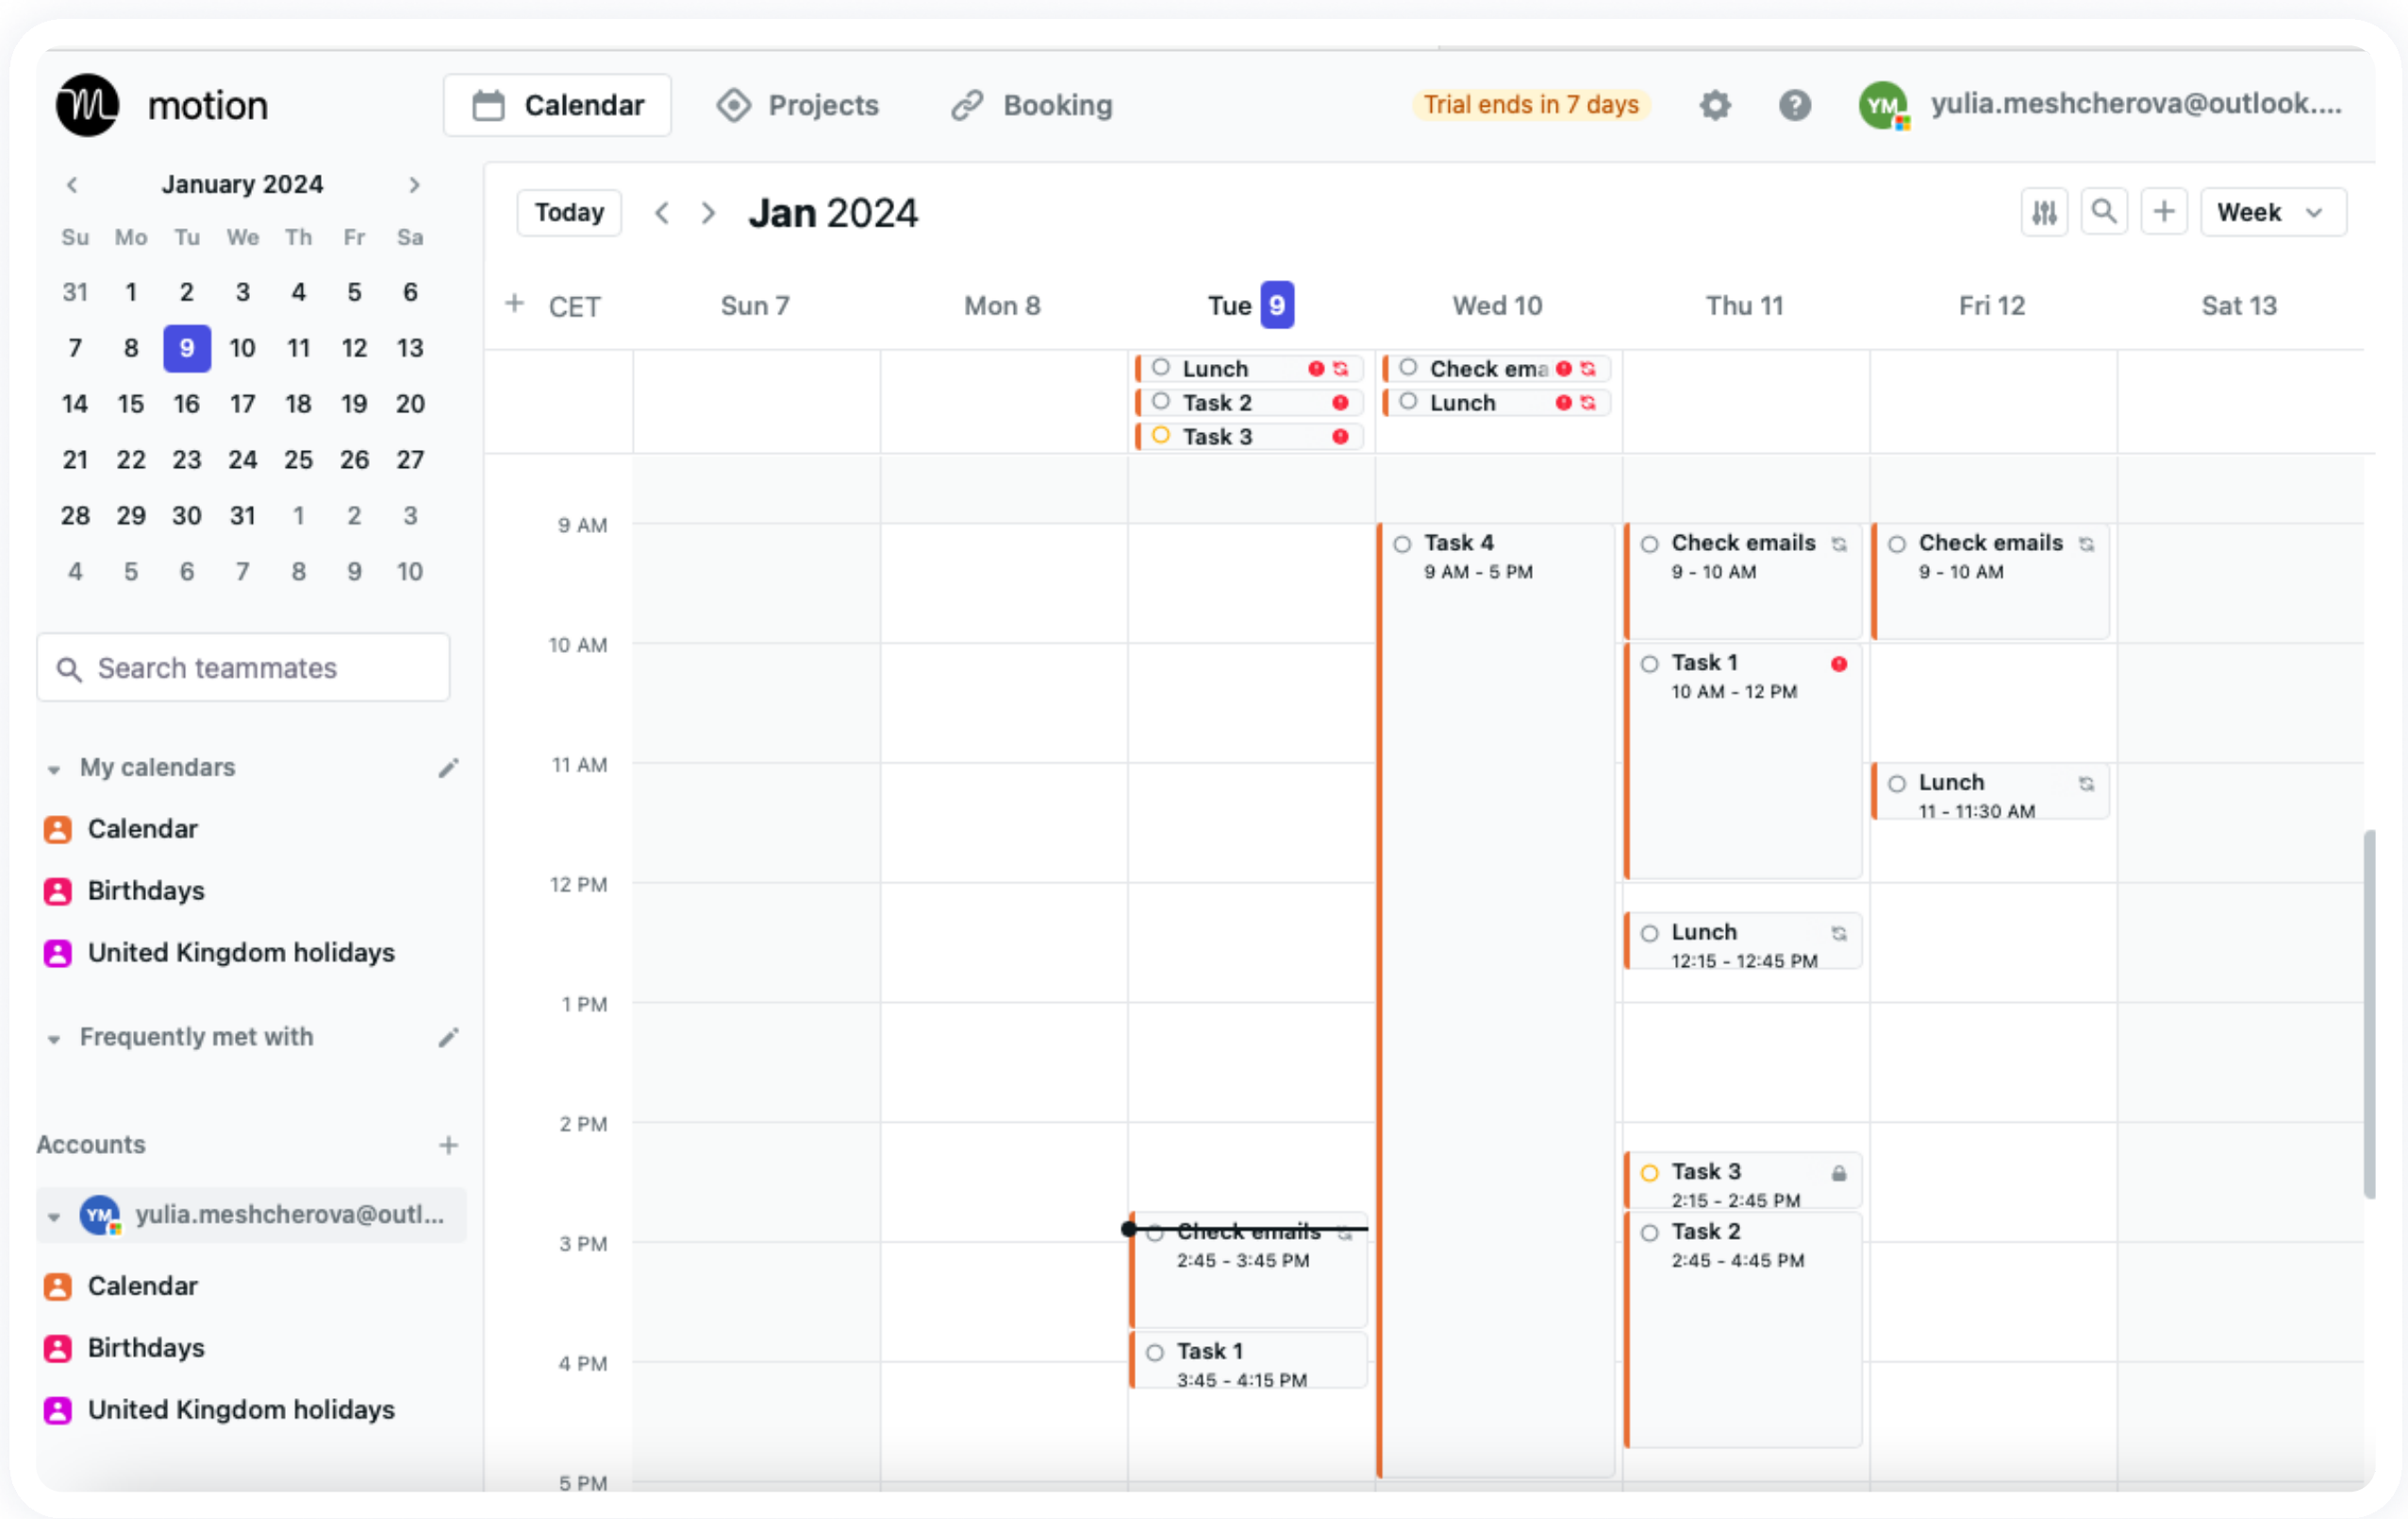 motion
Calendar
Projects
Booking
Trial ends in 7 days
YM
yulia.meshcherova@outlook....
January 2024
Su Mo Tu We Th Fr Sa
31 1 2 3 4 5 6
7 8 9 10 11 12 13
14 15 16 17 18 19 20
21 22 23 24 25 26 27
28 29 30 31 1 2 3
4 5 6 7 8 9 10
Search teammates
My calendars
Calendar
Birthdays
United Kingdom holidays
Frequently met with
Accounts
YM yulia.meshcherova@outl...
Calendar
Birthdays
United Kingdom holidays
Today
Jan 2024
Week
CET Sun 7 Mon 8 Tue 9 Wed 10 Thu 11 Fri 12 Sat 13
Lunch
Task 2
Task 3
Check ema
Lunch
9 AM
10 AM
11 AM
12 PM
1 PM
2 PM
3 PM
4 PM
5 PM
Check emails
2:45 - 3:45 PM
Task 1
3:45 - 4:15 PM
Task 4
9 AM - 5 PM
Check emails
9 - 10 AM
Task 1
10 AM - 12 PM
Lunch
12:15 - 12:45 PM
Task 3
2:15 - 2:45 PM
Task 2
2:45 - 4:45 PM
Check emails
9 - 10 AM
Lunch
11 - 11:30 AM